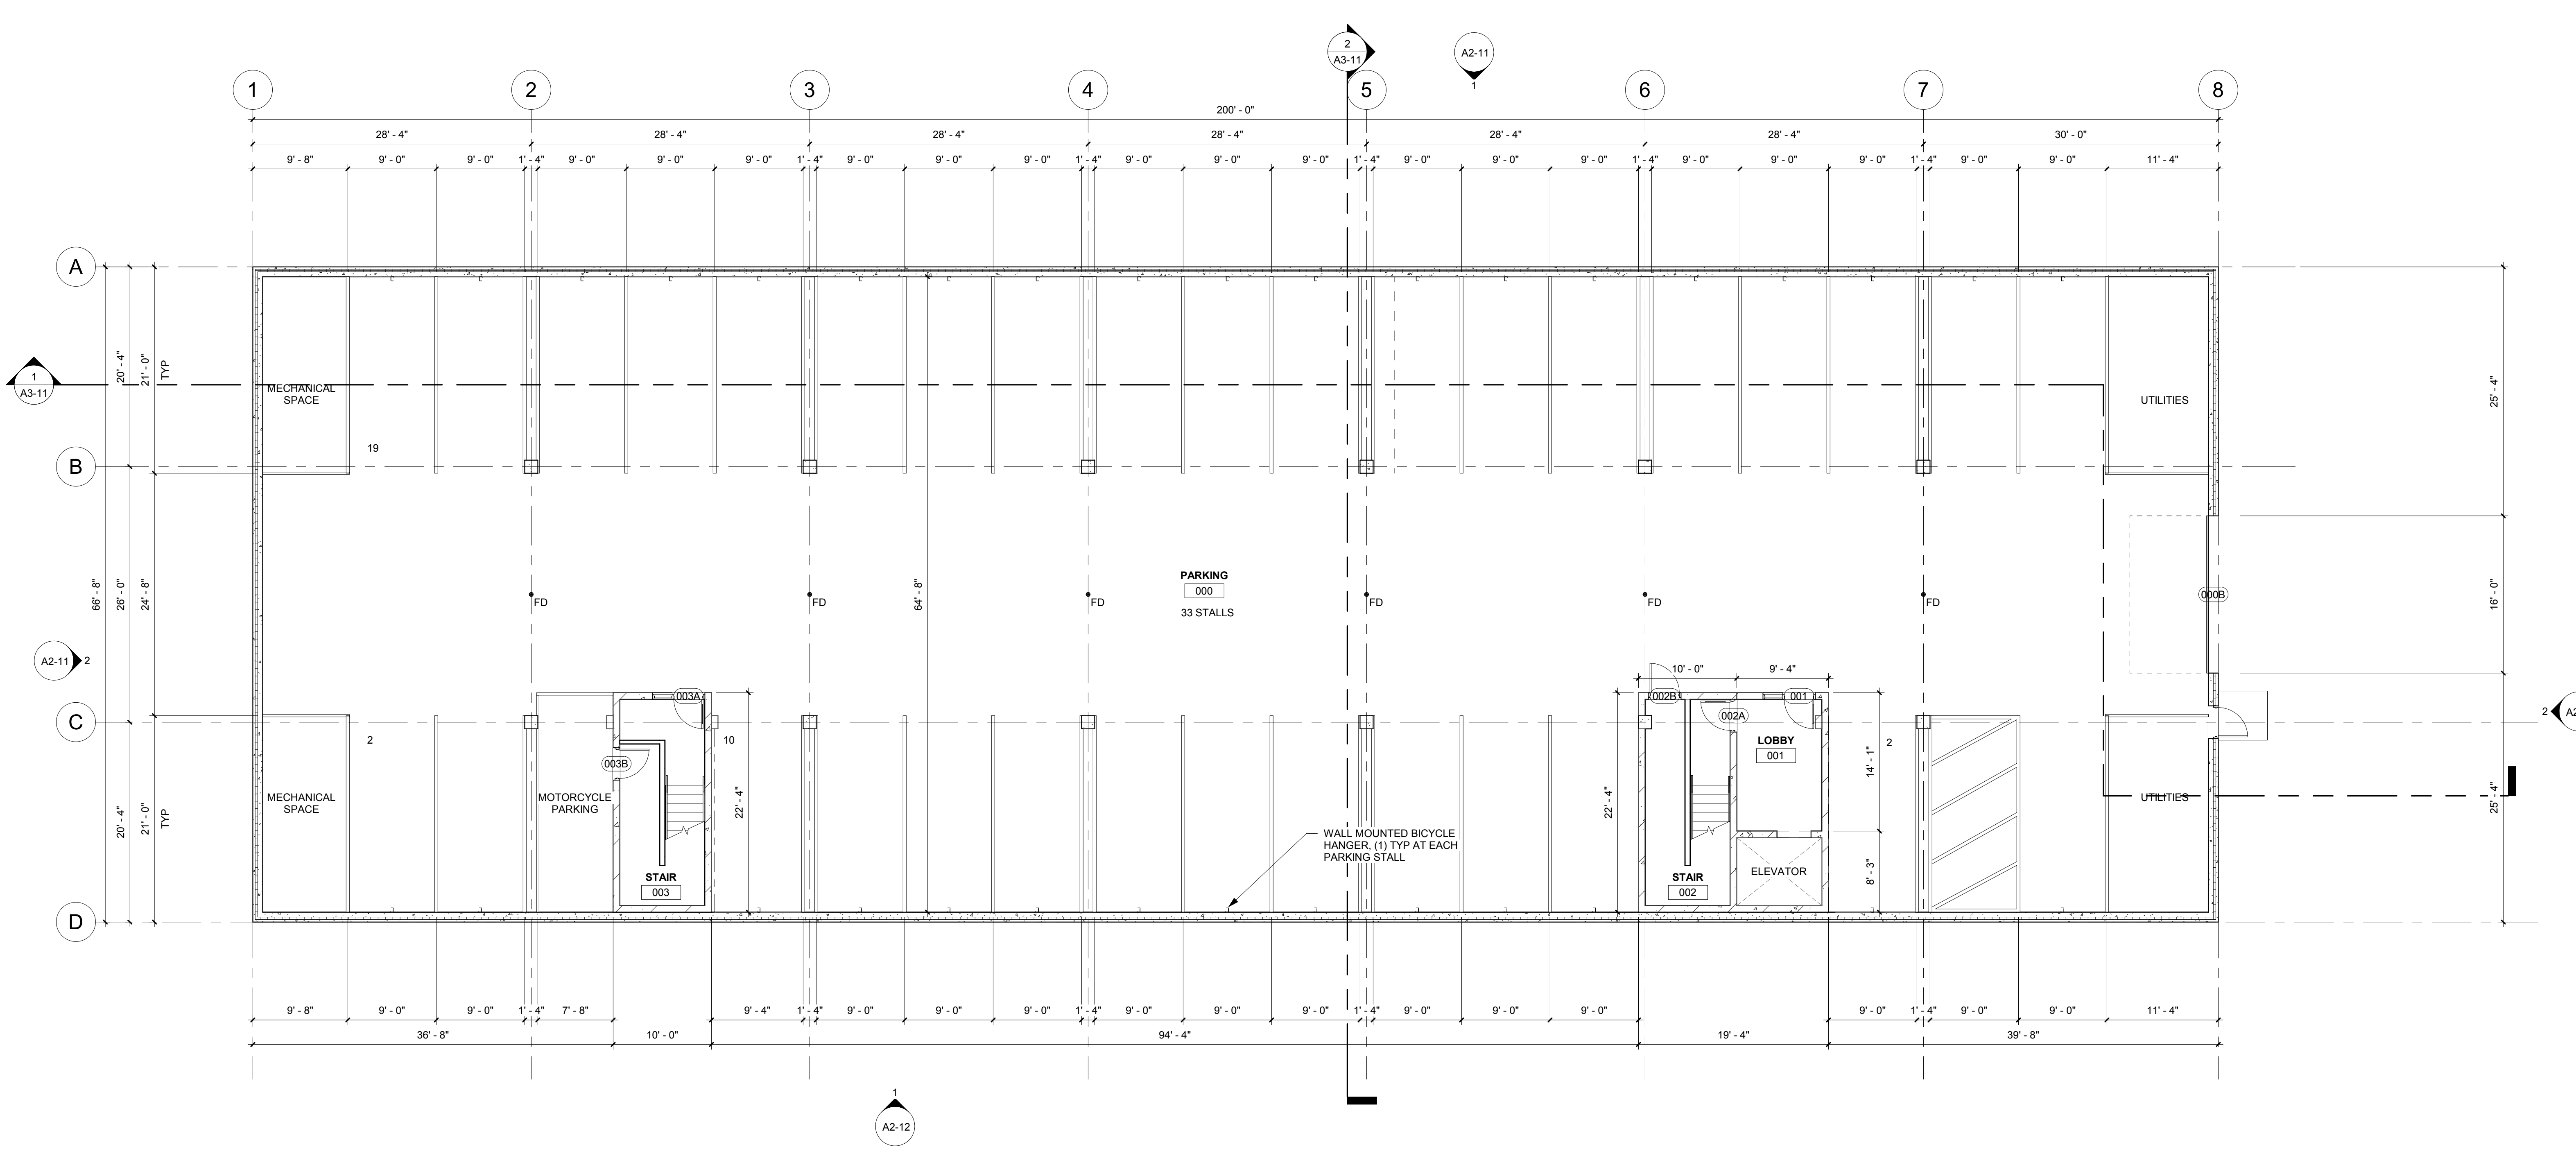 2
A3-11
A2-11
1
1
2
3
4
5
6
7
8
200' - 0"
28' - 4"
28' - 4"
28' - 4"
28' - 4"
28' - 4"
28' - 4"
30' - 0"
9' - 8"
9' - 0"
9' - 0"
1' - 4"
9' - 0"
9' - 0"
9' - 0"
1' - 4"
9' - 0"
9' - 0"
9' - 0"
1' - 4"
9' - 0"
9' - 0"
9' - 0"
1' - 4"
9' - 0"
9' - 0"
9' - 0"
1' - 4"
9' - 0"
9' - 0"
9' - 0"
1' - 4"
9' - 0"
9' - 0"
11' - 4"
A
B
C
D
66' - 8"
20' - 4"
26' - 0"
20' - 4"
21' - 0"
TYP
24' - 8"
21' - 0"
TYP
1
A3-11
A2-11
2
MECHANICAL
SPACE
19
UTILITIES
25' - 4"
16' - 0"
25' - 4"
64' - 8"
PARKING
000
33 STALLS
FD
FD
FD
FD
FD
FD
000B
10' - 0"
9' - 4"
003A
002B
001
002A
2
10
003B
LOBBY
001
2
14' - 1"
2
MECHANICAL
SPACE
MOTORCYCLE
PARKING
22' - 4"
22' - 4"
UTILITIES
WALL MOUNTED BICYCLE
HANGER, (1) TYP AT EACH
PARKING STALL
STAIR
003
STAIR
002
ELEVATOR
8' - 3"
9' - 8"
9' - 0"
9' - 0"
1' - 4"
7' - 8"
9' - 4"
1' - 4"
9' - 0"
9' - 0"
9' - 0"
1' - 4"
9' - 0"
9' - 0"
9' - 0"
1' - 4"
9' - 0"
9' - 0"
9' - 0"
9' - 0"
1' - 4"
9' - 0"
9' - 0"
11' - 4"
36' - 8"
10' - 0"
94' - 4"
19' - 4"
39' - 8"
1
A2-12